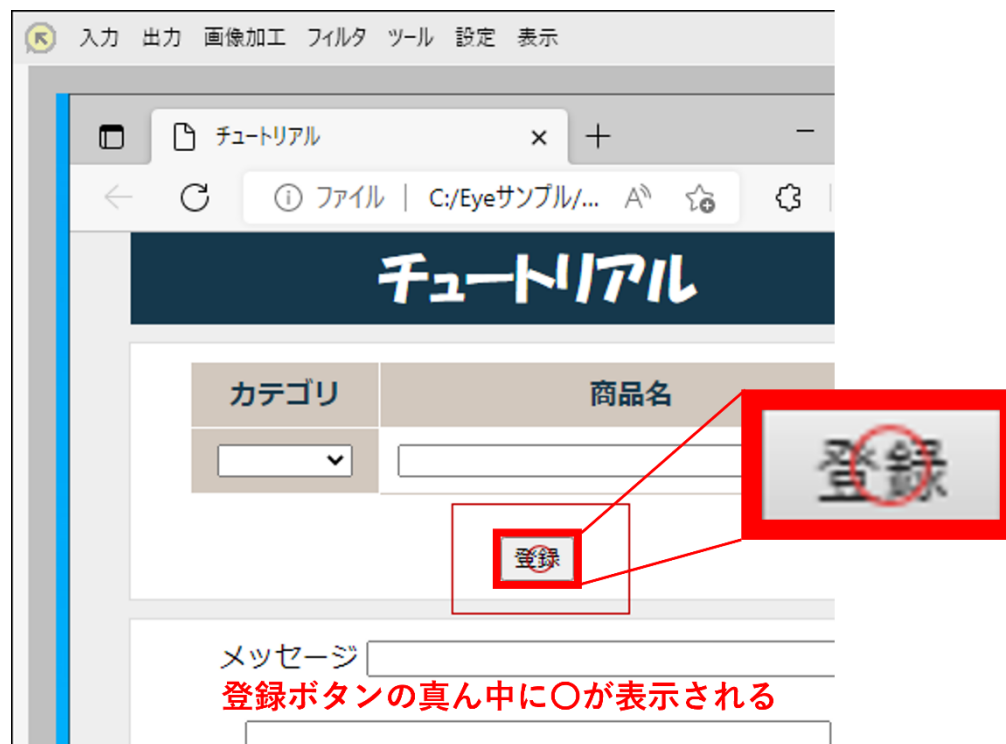 入力 出力 画像加工 フィルタ ツール 設定 表示
チュートリアル
ファイル | C:/Eyeサンプル/...
チュートリアル
カテゴリ 商品名
登録
登録
メッセージ
登録ボタンの真ん中に〇が表示される